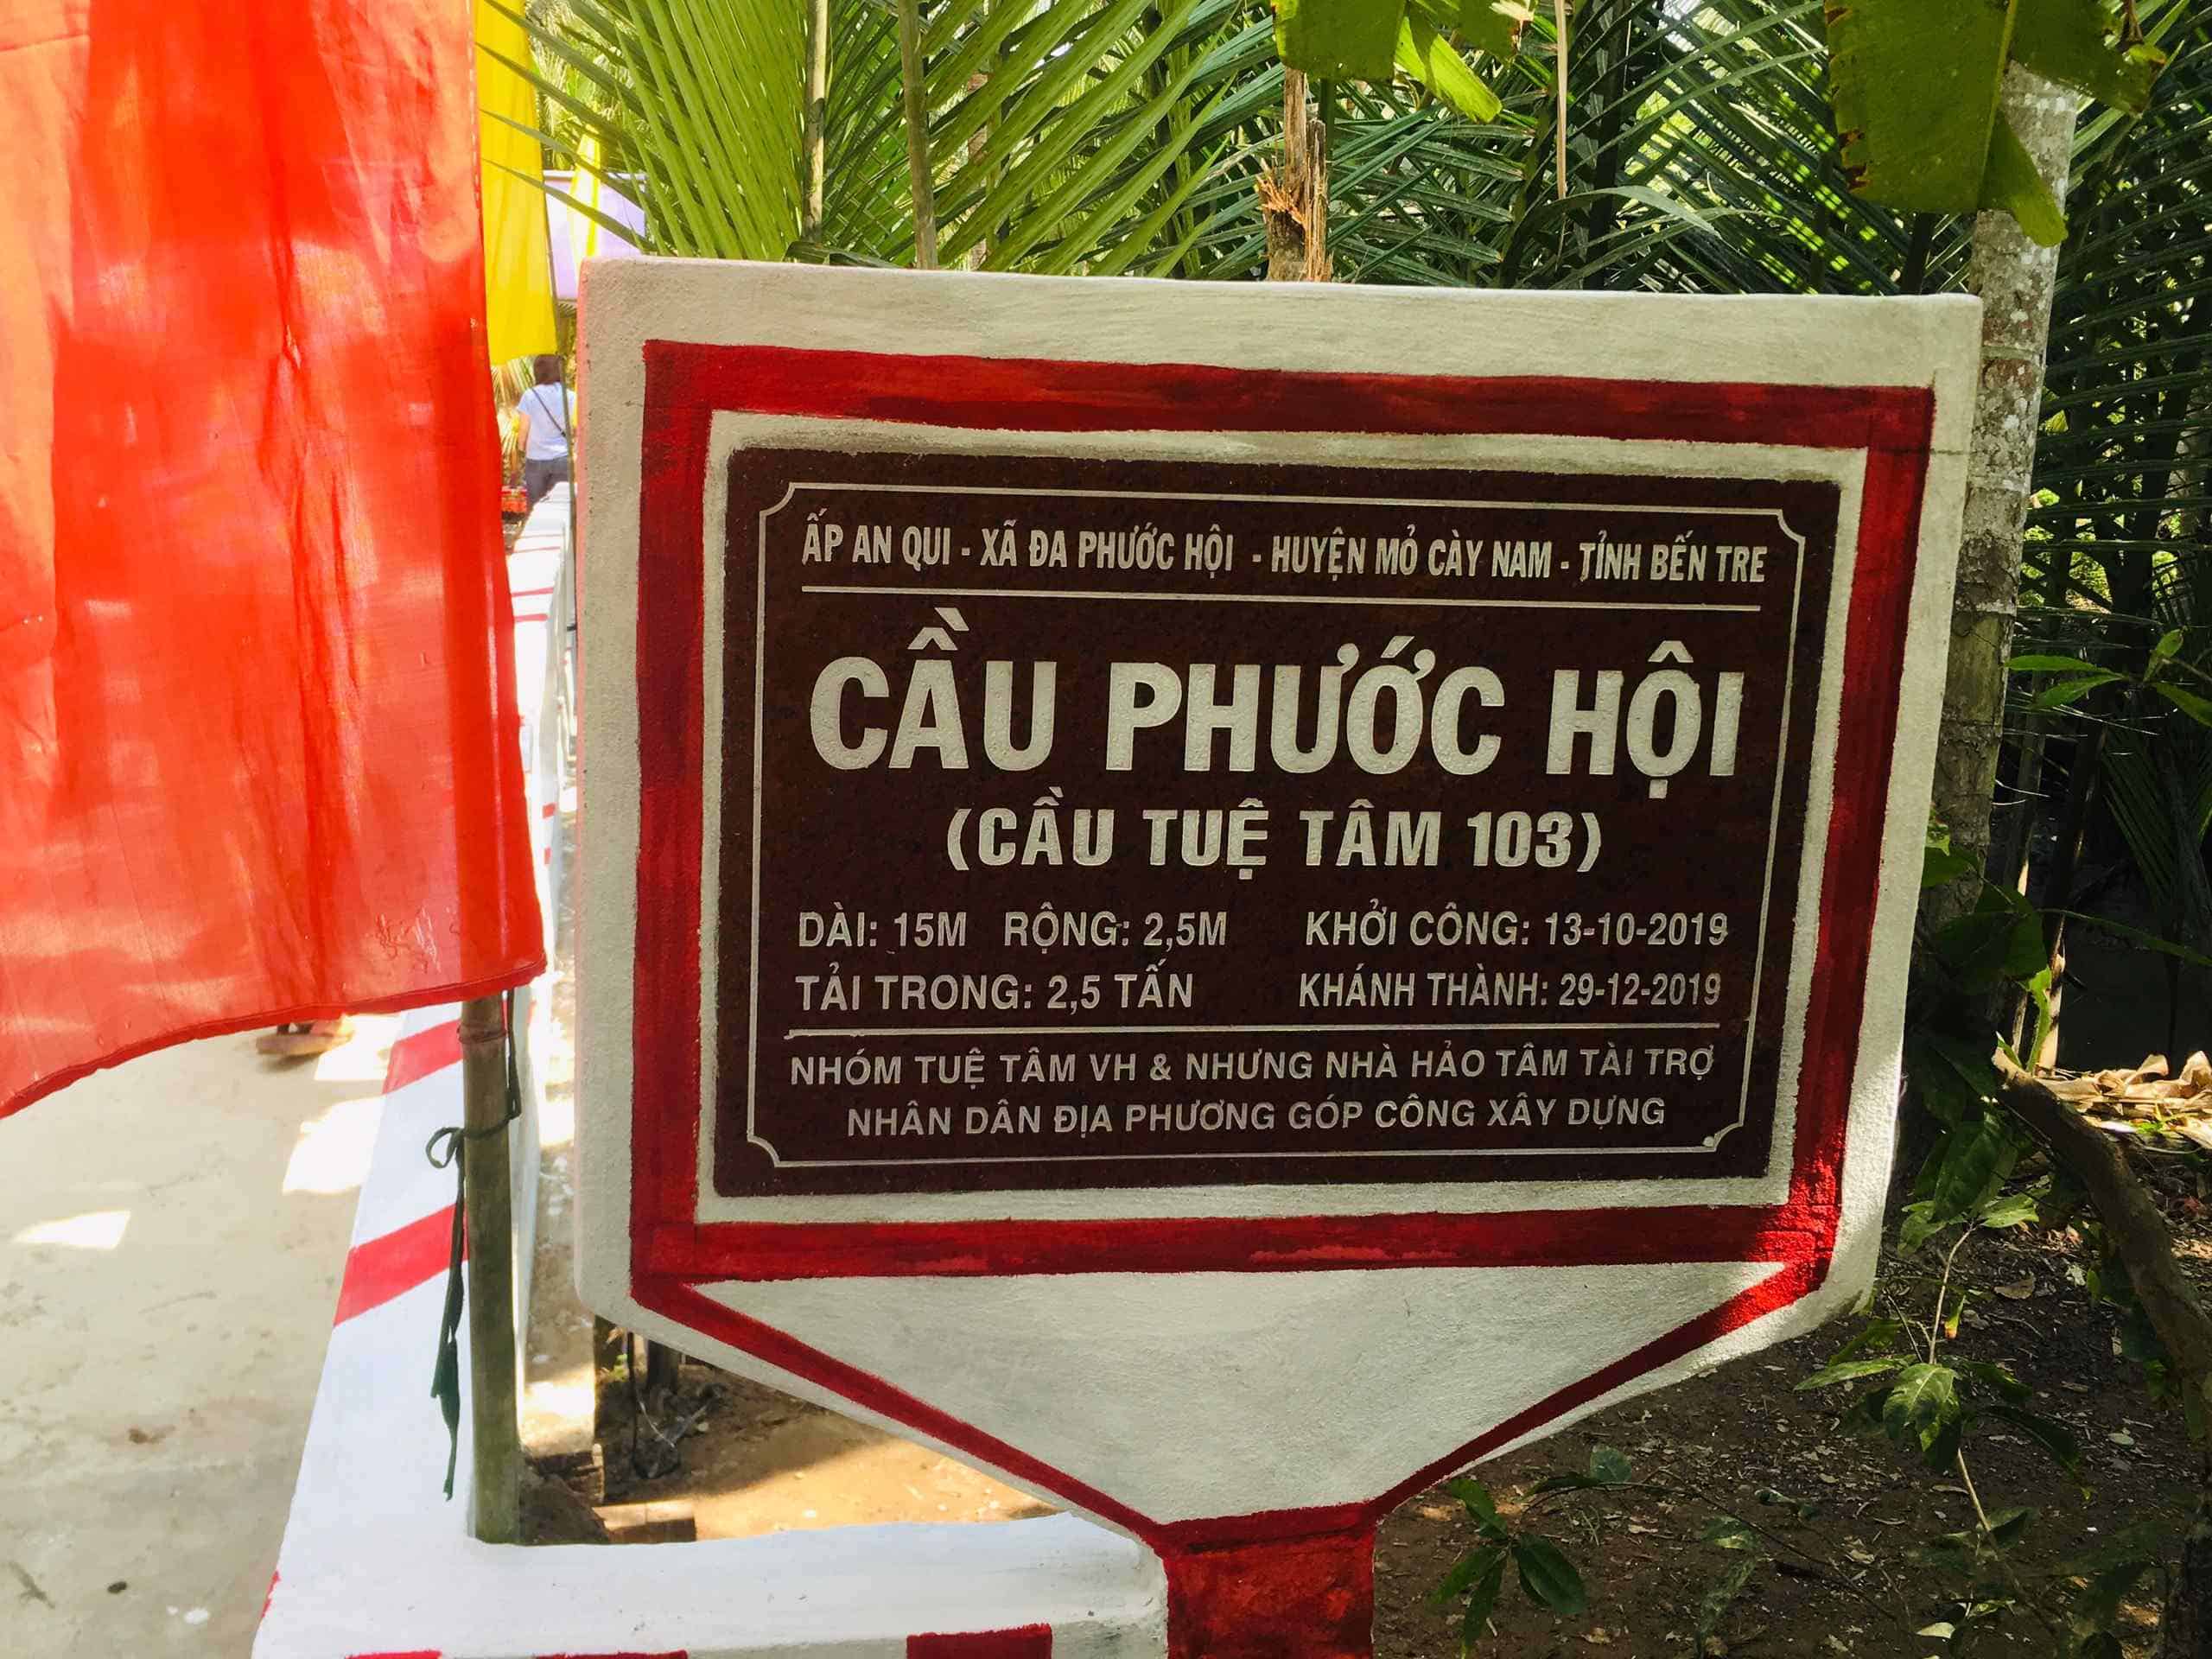 ẤP AN QUI - XÃ ĐA PHƯỚC HỘI - HUYỆN MỎ CÀY NAM - TỈNH BẾN TRE
CẦU PHƯỚC HỘI
(CẦU TUỆ TÂM 103)
DÀI: 15M RỘNG: 2,5M KHỞI CÔNG: 13-10-2019
TẢI TRONG: 2,5 TẤN KHÁNH THÀNH: 29-12-2019
NHÓM TUỆ TÂM VH & NHƯNG NHÀ HẢO TÂM TÀI TRỢ
NHÂN DÂN ĐỊA PHƯƠNG GÓP CÔNG XÂY DỰNG